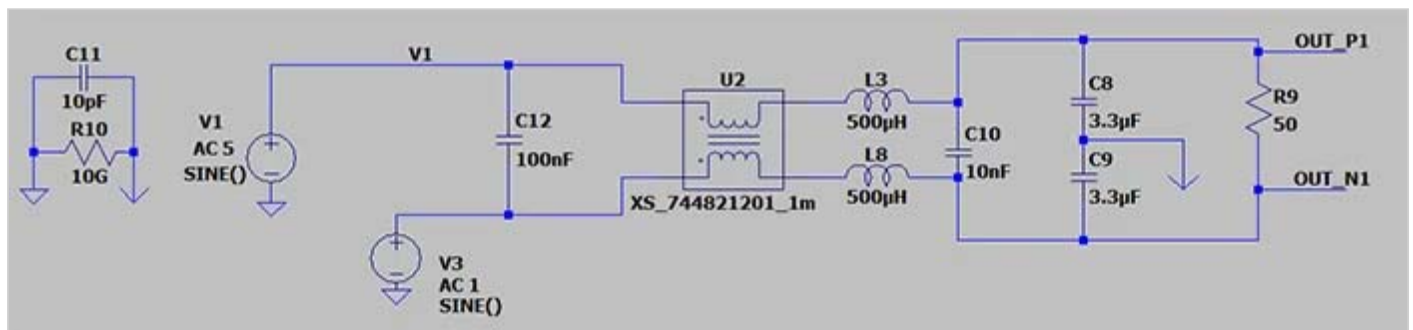 C11
10pF
R10
10G
V1
AC 5
SINE()
V1
C12
100nF
V3
AC 1
SINE()
U2
XS_744821201_1m
L3
500µH
L8
500µH
C10
10nF
C8
3.3µF
C9
3.3µF
R9
50
OUT_P1
OUT_N1